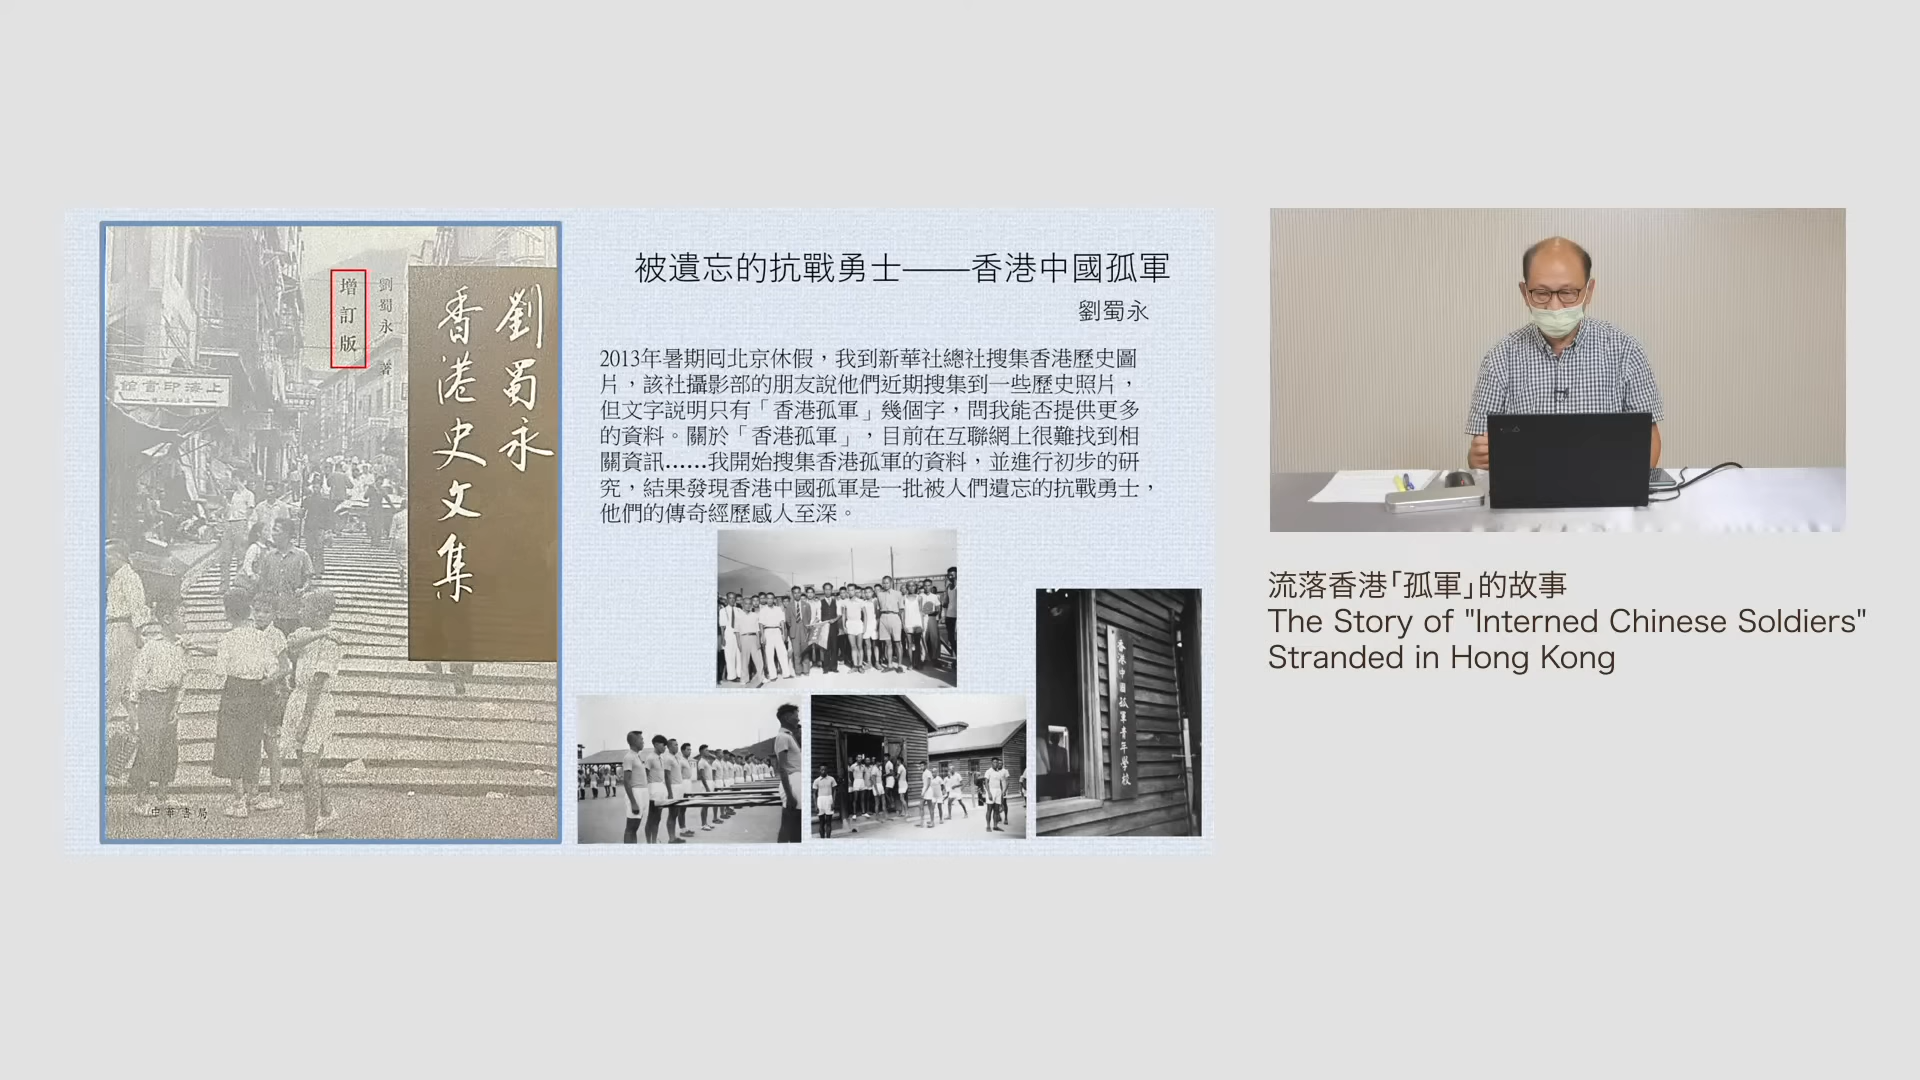 劉蜀永
香港史文集
劉蜀永 著
增訂版
上海印書館
中華書局
被遺忘的抗戰勇士——香港中國孤軍
劉蜀永
2013年暑期囘北京休假，我到新華社總社搜集香港歷史圖
片，該社攝影部的朋友說他們近期搜集到一些歷史照片，
但文字説明只有「香港孤軍」幾個字，問我能否提供更多
的資料。關於「香港孤軍」，目前在互聯網上很難找到相
關資訊……我開始搜集香港孤軍的資料，並進行初步的研
究，結果發現香港中國孤軍是一批被人們遺忘的抗戰勇士，
他們的傳奇經歷感人至深。
香港中國孤軍青年學校
流落香港「孤軍」的故事
The Story of "Interned Chinese Soldiers"
Stranded in Hong Kong